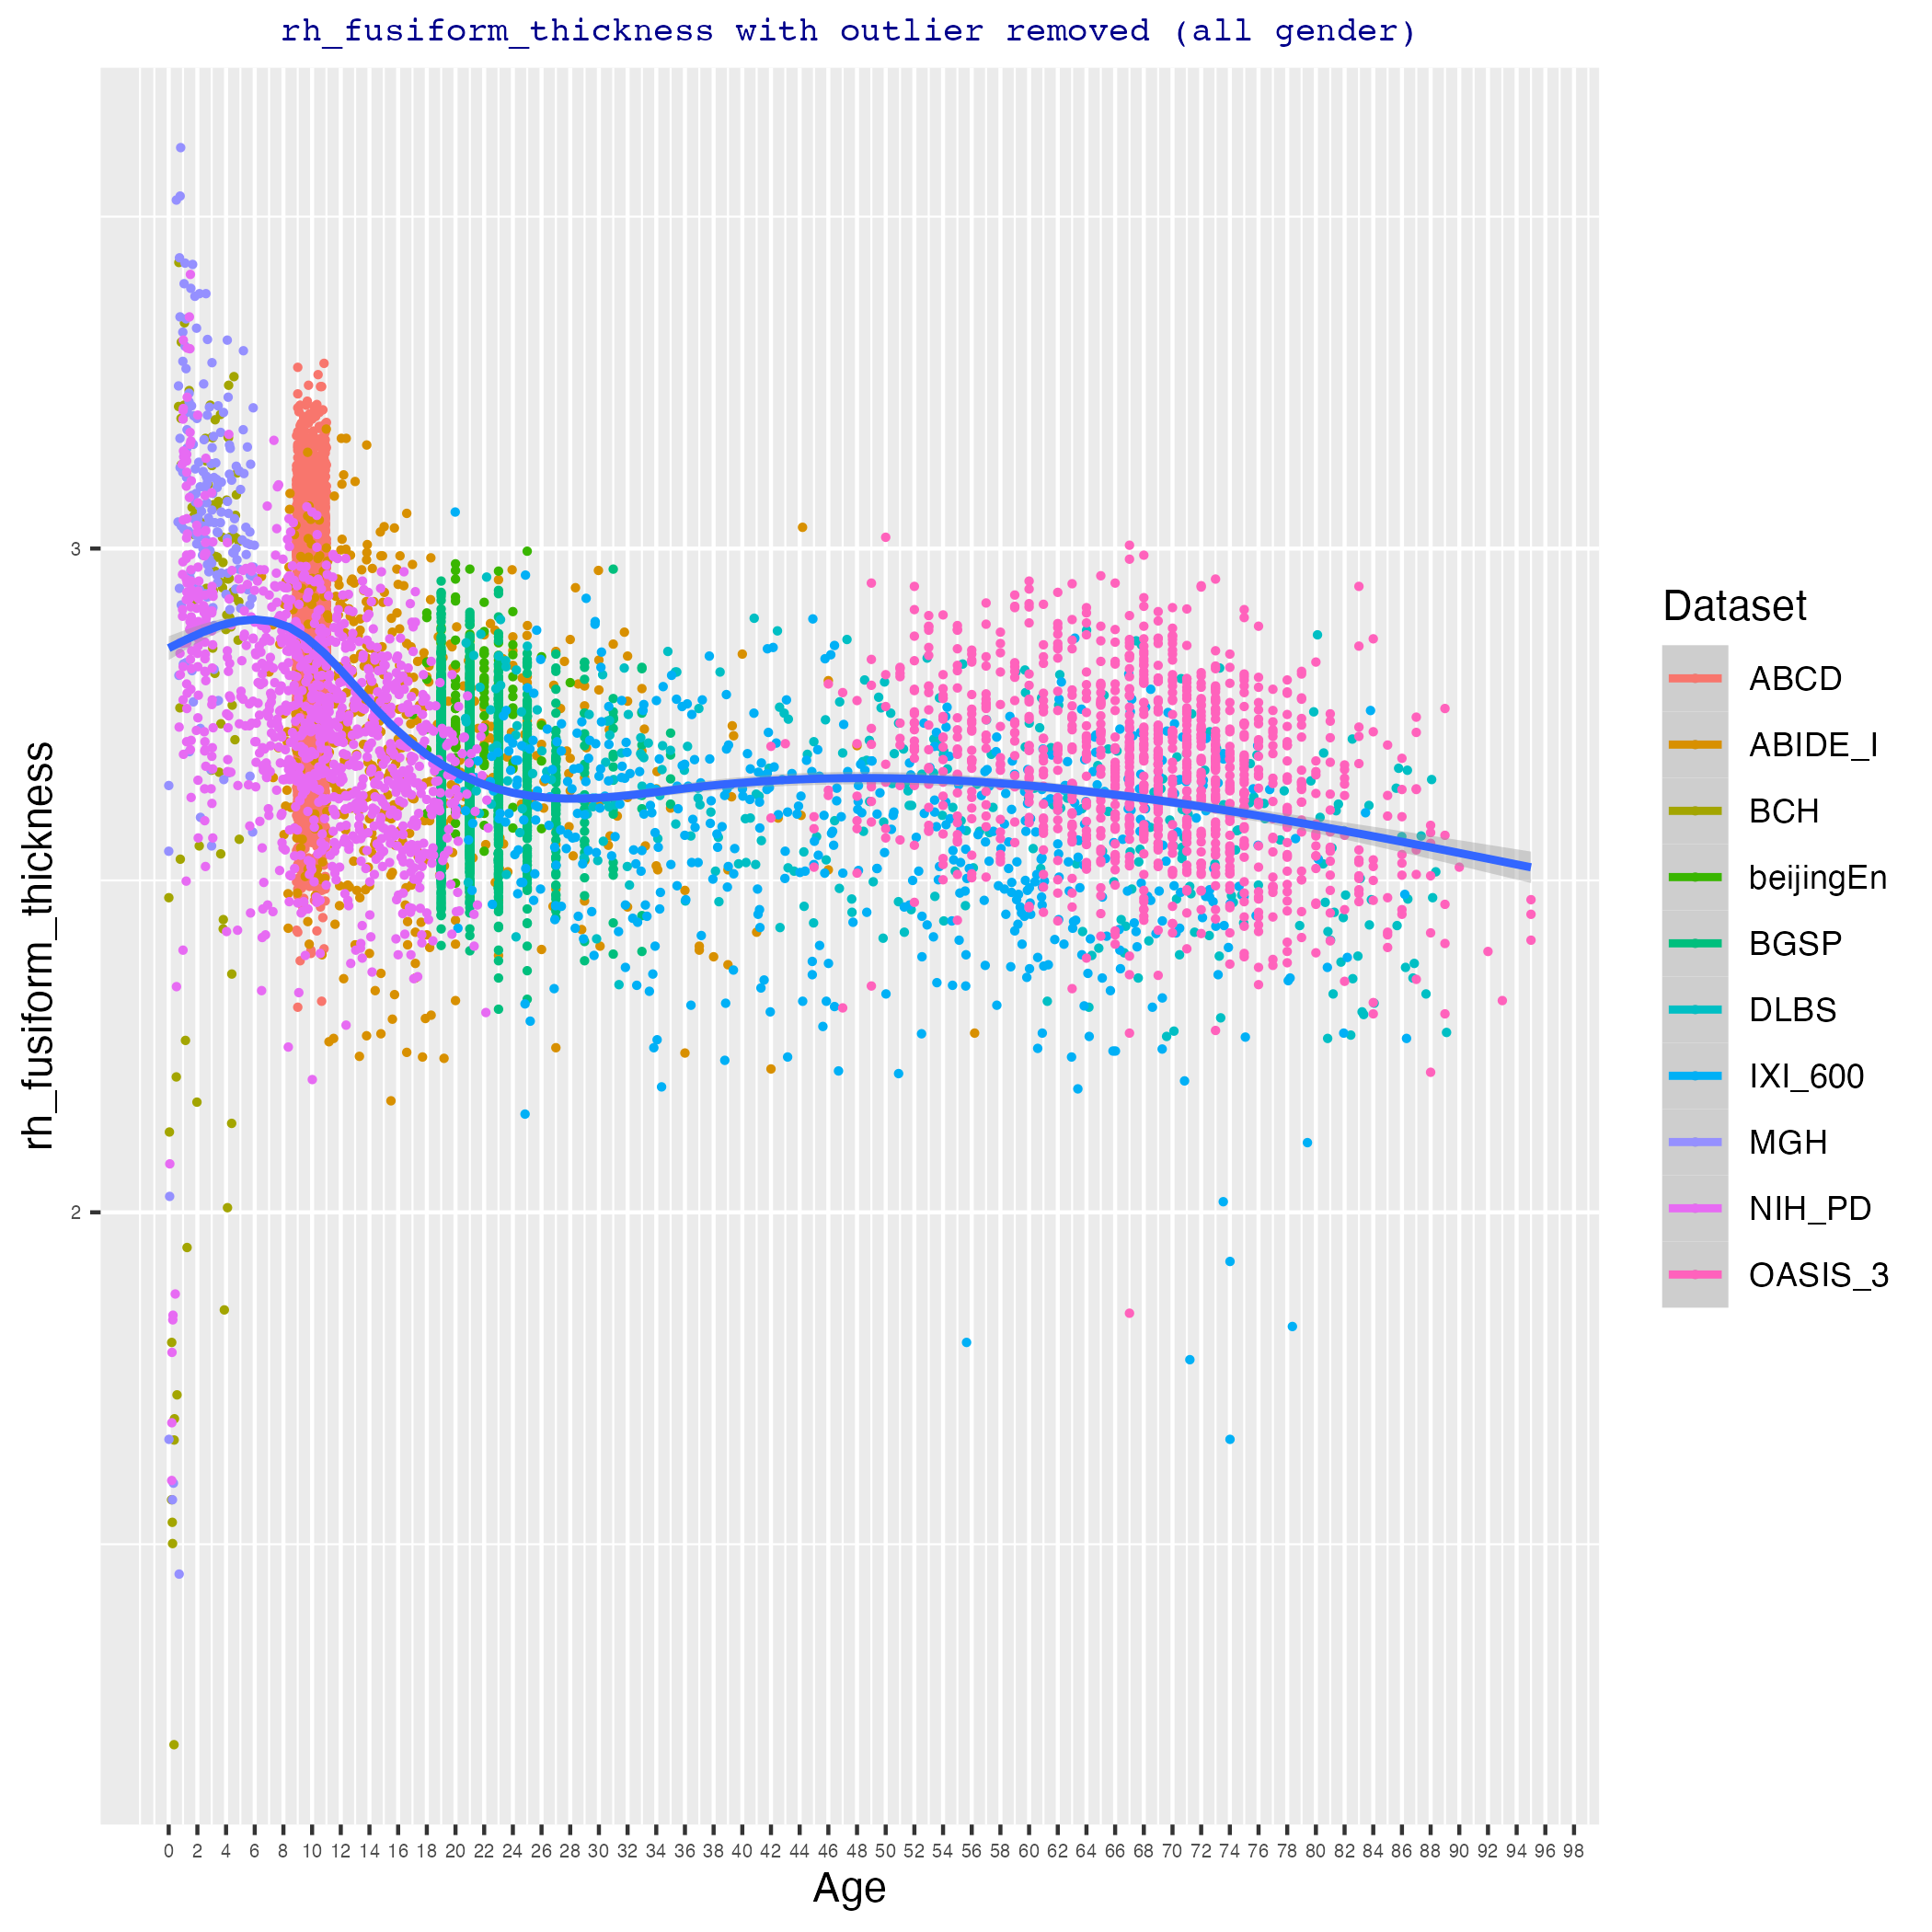 rh_fusiform_thickness with outlier removed (all gender)
rh_fusiform_thickness
3
2
0 2 4 6 8 10 12 14 16 18 20 22 24 26 28 30 32 34 36 38 40 42 44 46 48 50 52 54 56 58 60 62 64 66 68 70 72 74 76 78 80 82 84 86 88 90 92 94 96 98
Age
Dataset
ABCD
ABIDE_I
BCH
beijingEn
BGSP
DLBS
IXI_600
MGH
NIH_PD
OASIS_3